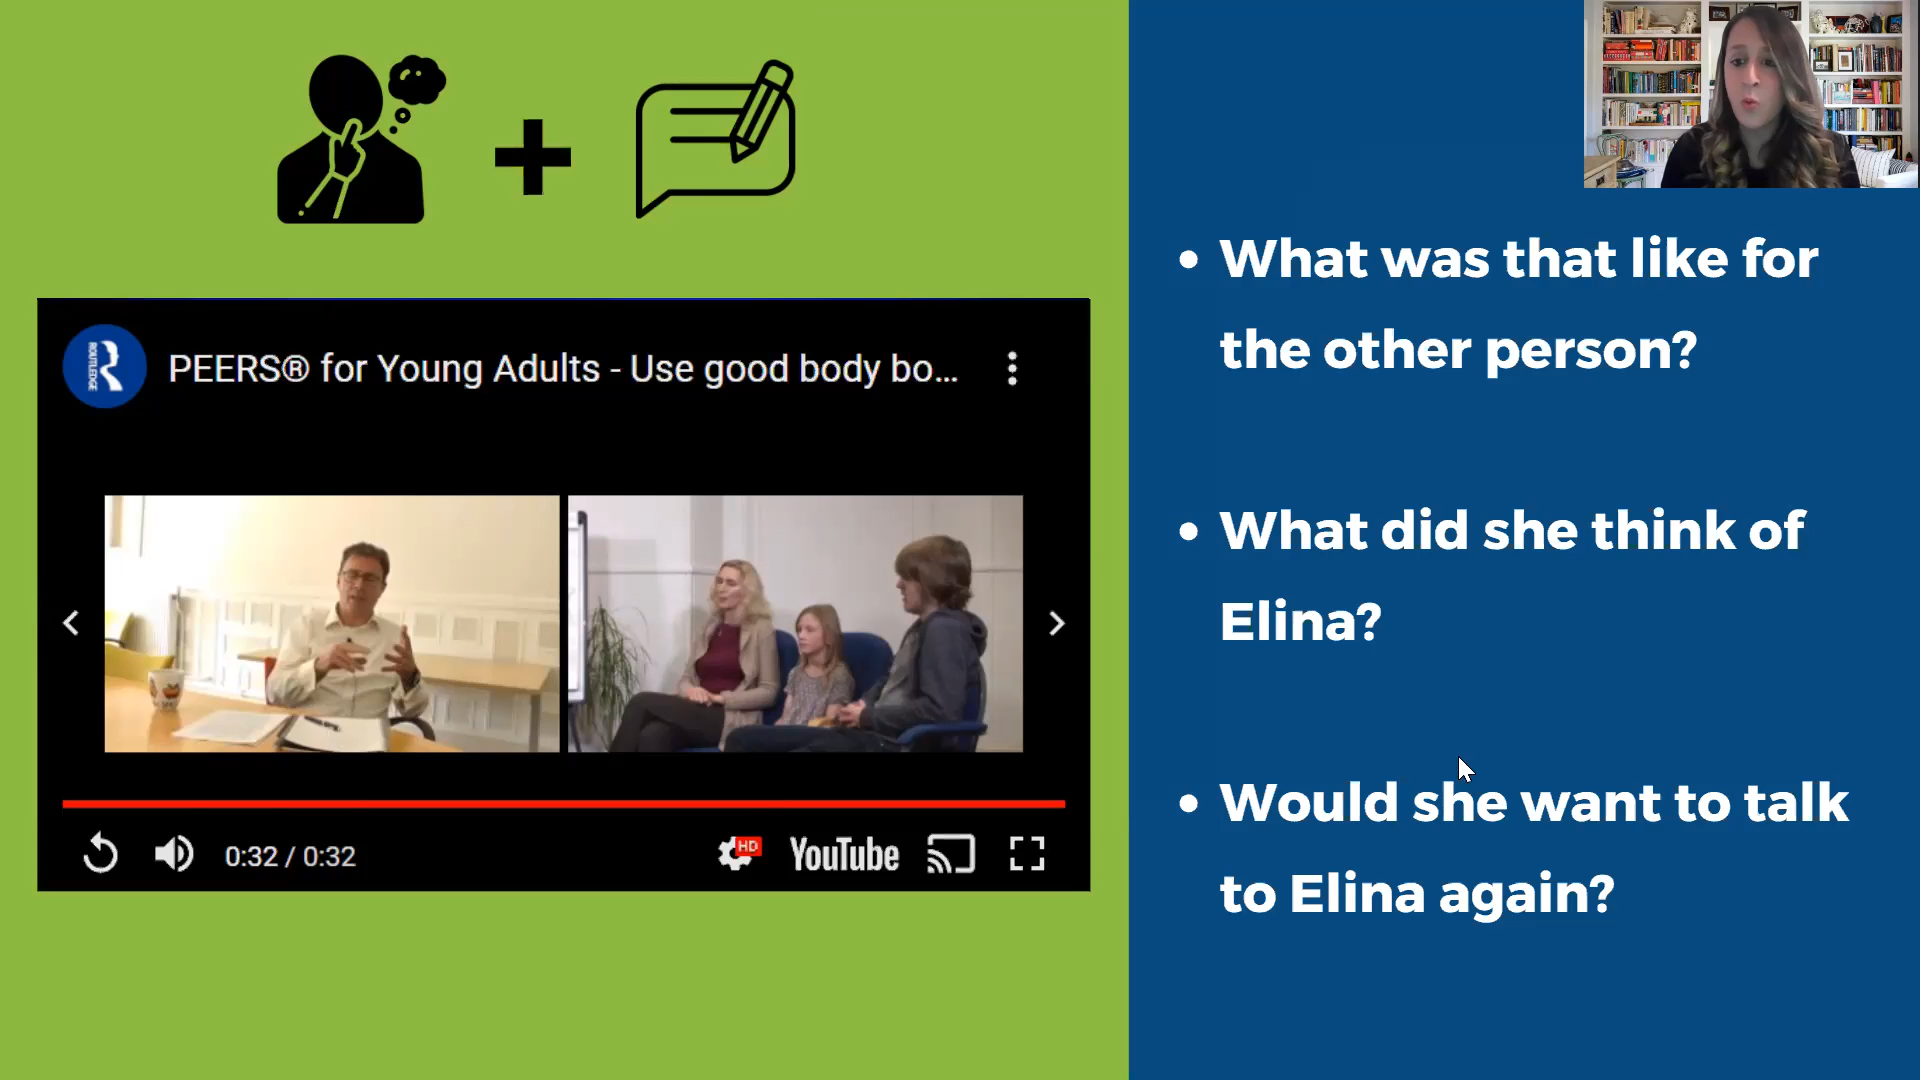 ROUTLEDGE
PEERS® for Young Adults - Use good body bo...
HD
YouTube
0:32 / 0:32
• What was that like for
the other person?
• What did she think of
Elina?
• Would she want to talk
to Elina again?